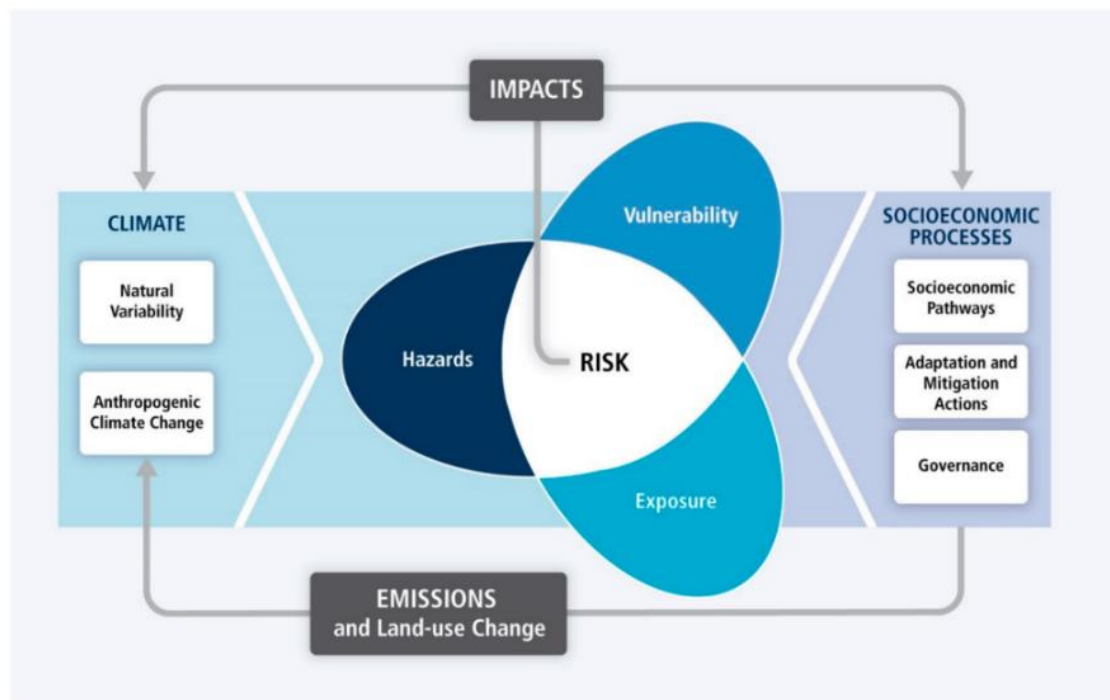 IMPACTS
CLIMATE
Natural
Variability
Anthropogenic
Climate Change
Vulnerability
Hazards
RISK
Exposure
SOCIOECONOMIC
PROCESSES
Socioeconomic
Pathways
Adaptation and
Mitigation
Actions
Governance
EMISSIONS
and Land-use Change